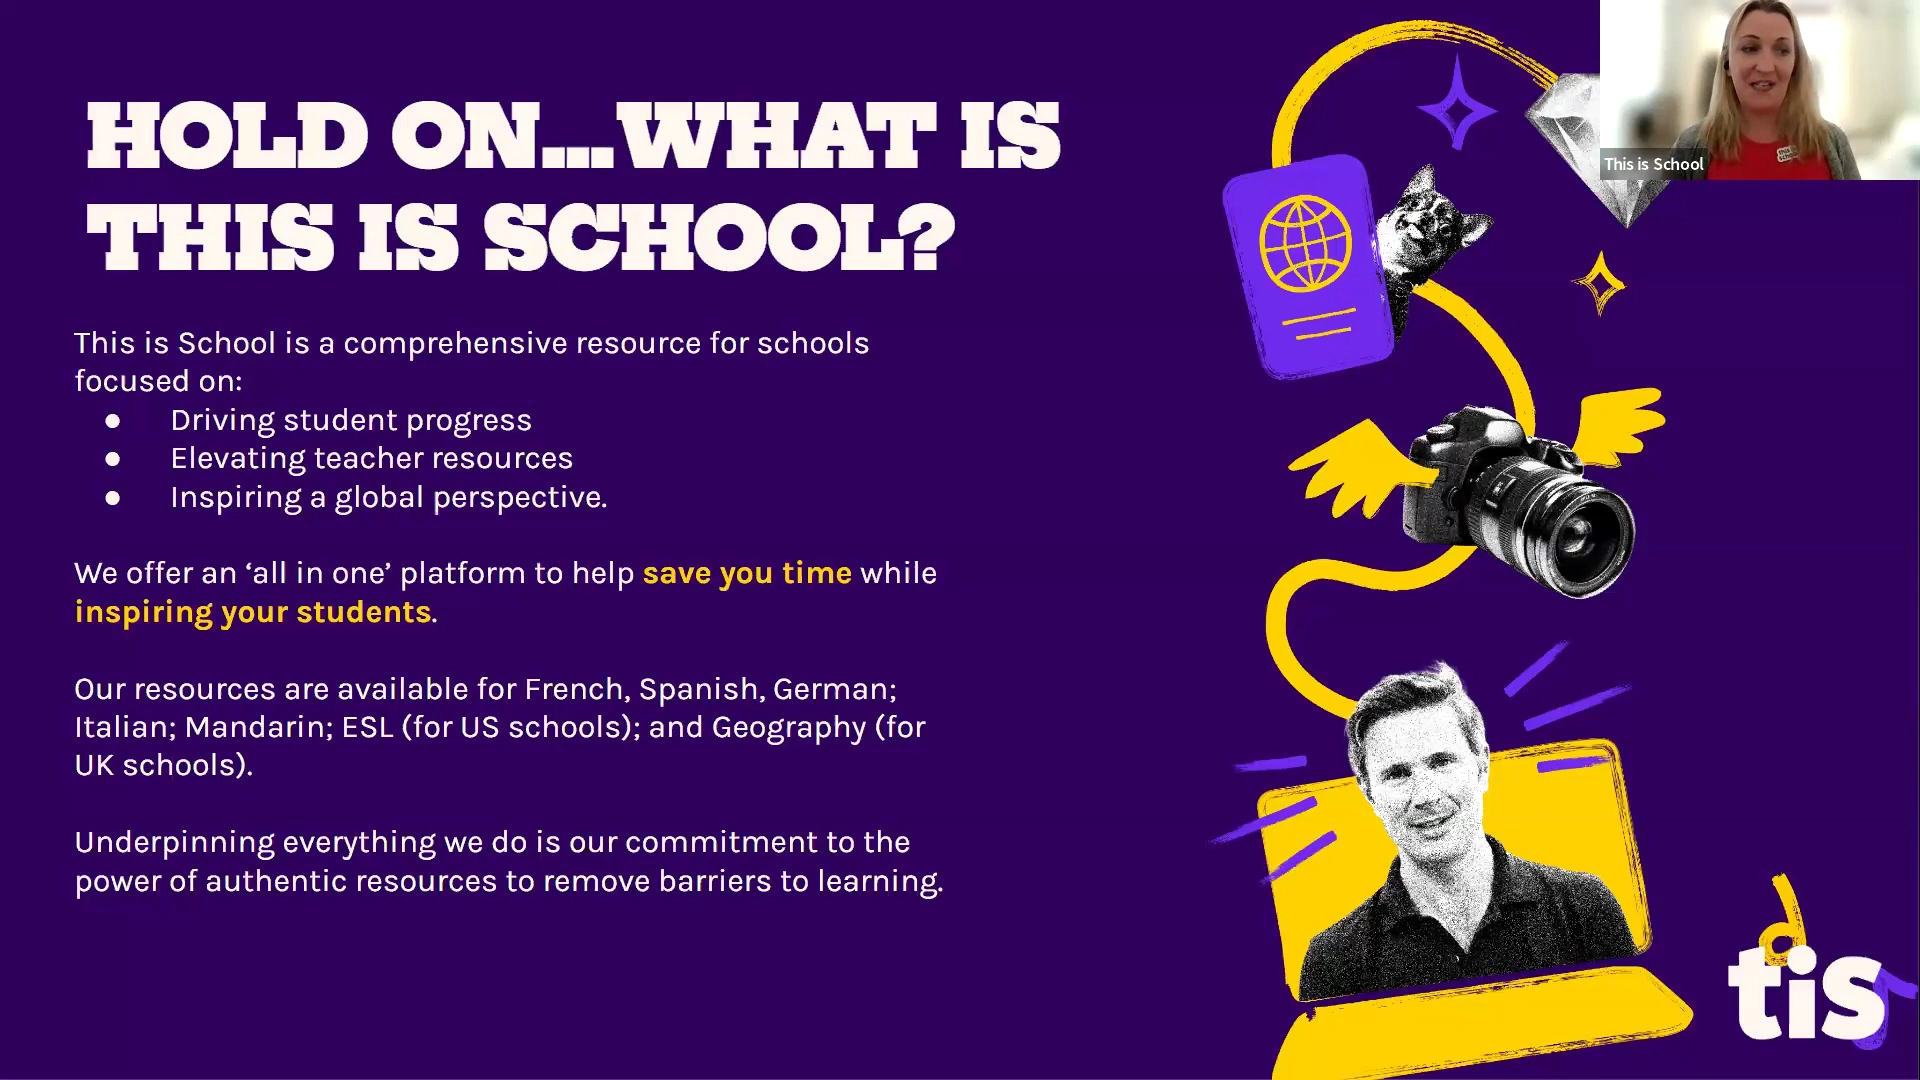 HOLD ON...WHAT IS
THIS IS SCHOOL?
This is School is a comprehensive resource for schools
focused on:
● Driving student progress
● Elevating teacher resources
● Inspiring a global perspective.
We offer an ‘all in one’ platform to help save you time while
inspiring your students.
Our resources are available for French, Spanish, German;
Italian; Mandarin; ESL (for US schools); and Geography (for
UK schools).
Underpinning everything we do is our commitment to the
power of authentic resources to remove barriers to learning.
This is School
tis